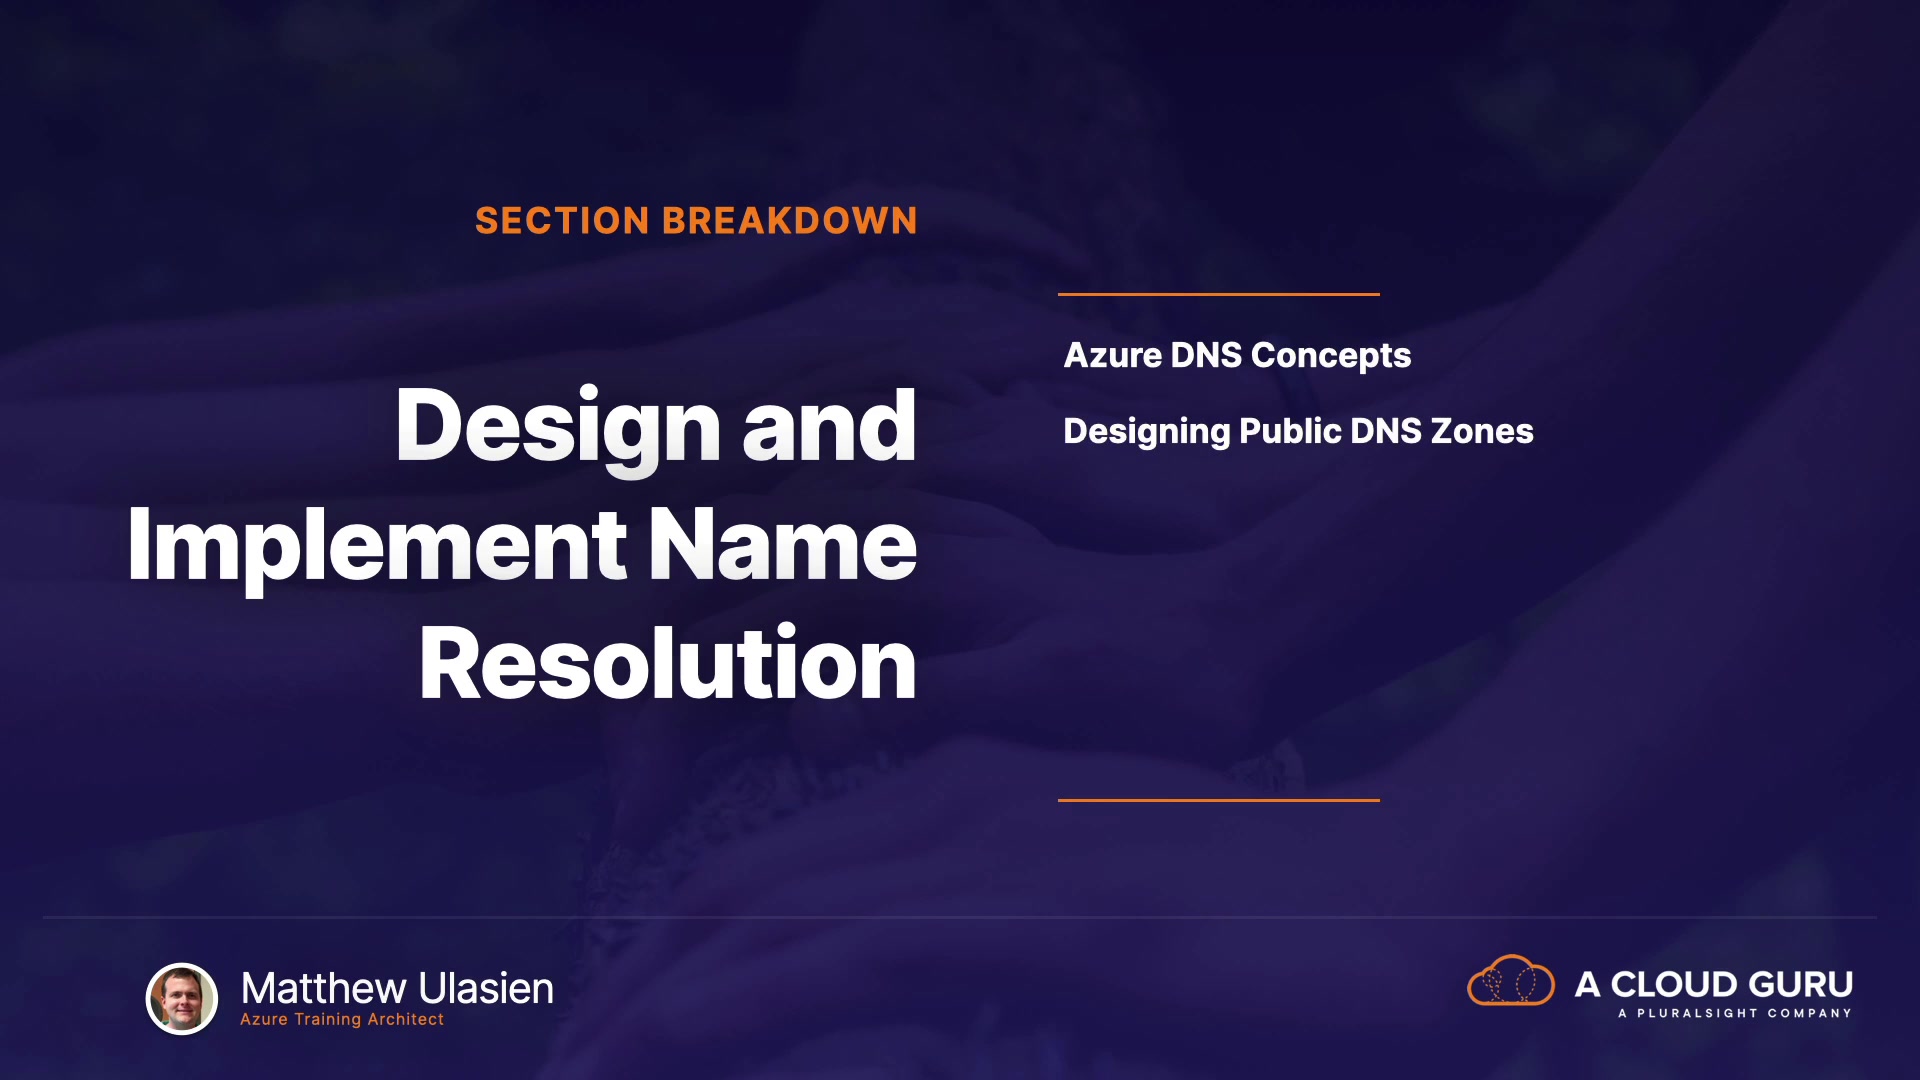 SECTION BREAKDOWN
Design and
Implement Name
Resolution
Azure DNS Concepts
Designing Public DNS Zones
Matthew Ulasien
Azure Training Architect
A CLOUD GURU
A PLURALSIGHT COMPANY